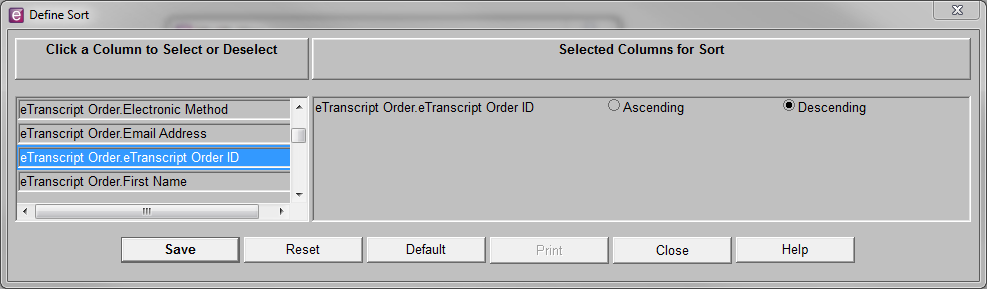 Define Sort
Click a Column to Select or Deselect
Selected Columns for Sort
eTranscript Order.Electronic Method
eTranscript Order.Email Address
eTranscript Order.eTranscript Order ID
eTranscript Order.First Name
eTranscript Order.eTranscript Order ID Ascending Descending
Save Reset Default Print Close Help